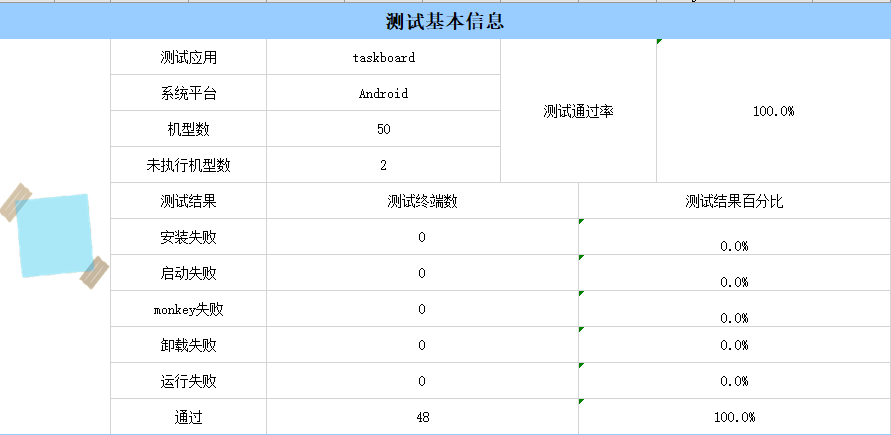 测试基本信息
测试应用 taskboard 测试通过率 100.0%
系统平台 Android
机型数 50
未执行机型数 2
测试结果 测试终端数 测试结果百分比
安装失败 0 0.0%
启动失败 0 0.0%
monkey失败 0 0.0%
卸载失败 0 0.0%
运行失败 0 0.0%
通过 48 100.0%